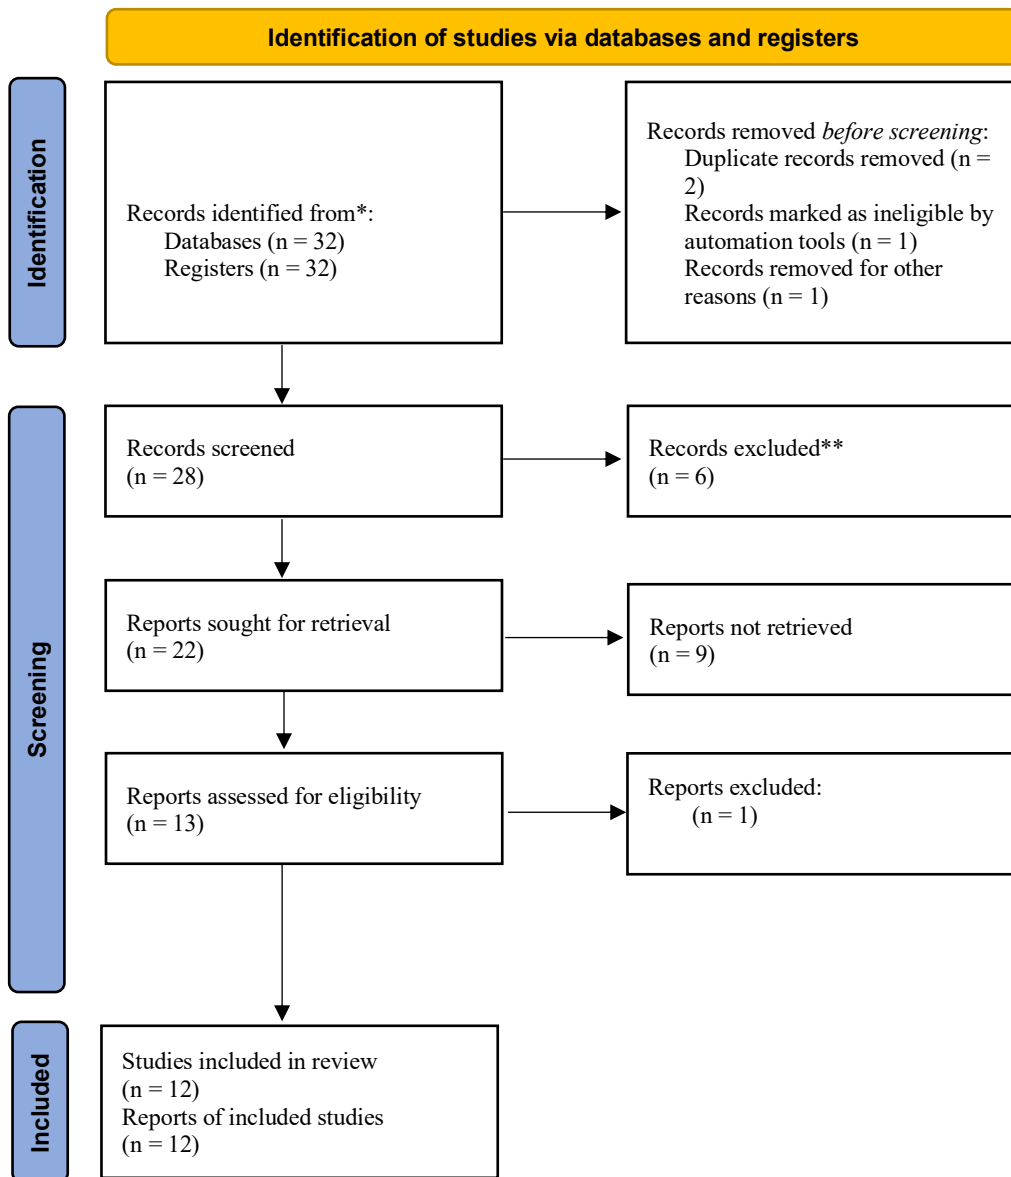 Identification of studies via databases and registers
Identification
Records identified from*:
Databases (n = 32)
Registers (n = 32)
Records removed before screening:
Duplicate records removed (n =
2)
Records marked as ineligible by
automation tools (n = 1)
Records removed for other
reasons (n = 1)
Screening
Records screened
(n = 28)
Records excluded**
(n = 6)
Reports sought for retrieval
(n = 22)
Reports not retrieved
(n = 9)
Reports assessed for eligibility
(n = 13)
Reports excluded:
(n = 1)
Included
Studies included in review
(n = 12)
Reports of included studies
(n = 12)